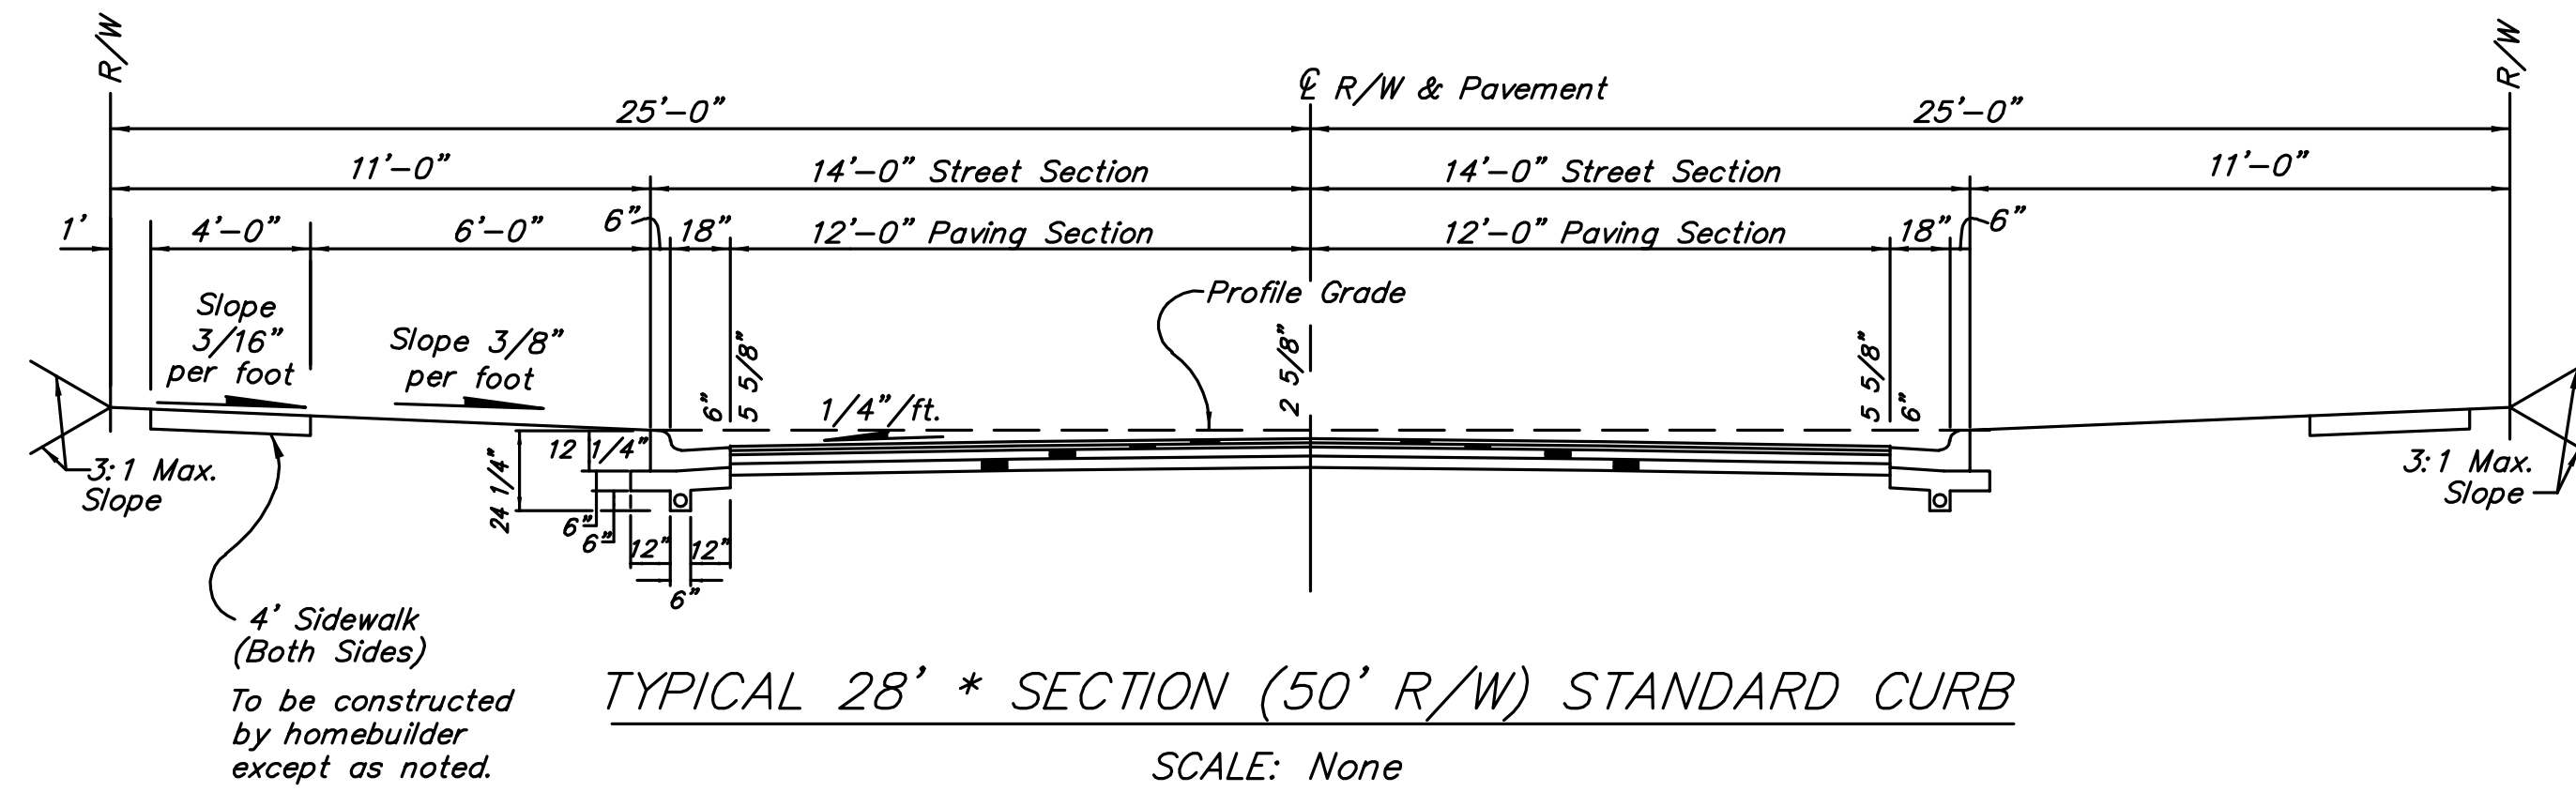 R/W
R/W
℄ R/W & Pavement
25'-0"
25'-0"
11'-0"
14'-0" Street Section
14'-0" Street Section
11'-0"
1'
4'-0"
6'-0"
6"
18"
12'-0" Paving Section
12'-0" Paving Section
18"
6"
Slope
3/16"
per foot
Slope 3/8"
per foot
Profile Grade
6"
5 5/8"
2 5/8"
5 5/8"
6"
1/4"/ft.
12 1/4"
24 1/4"
3:1 Max.
Slope
3:1 Max.
Slope
6"
6"
12"
12"
6"
4' Sidewalk
(Both Sides)
To be constructed
by homebuilder
except as noted.
TYPICAL 28' * SECTION (50' R/W) STANDARD CURB
SCALE: None